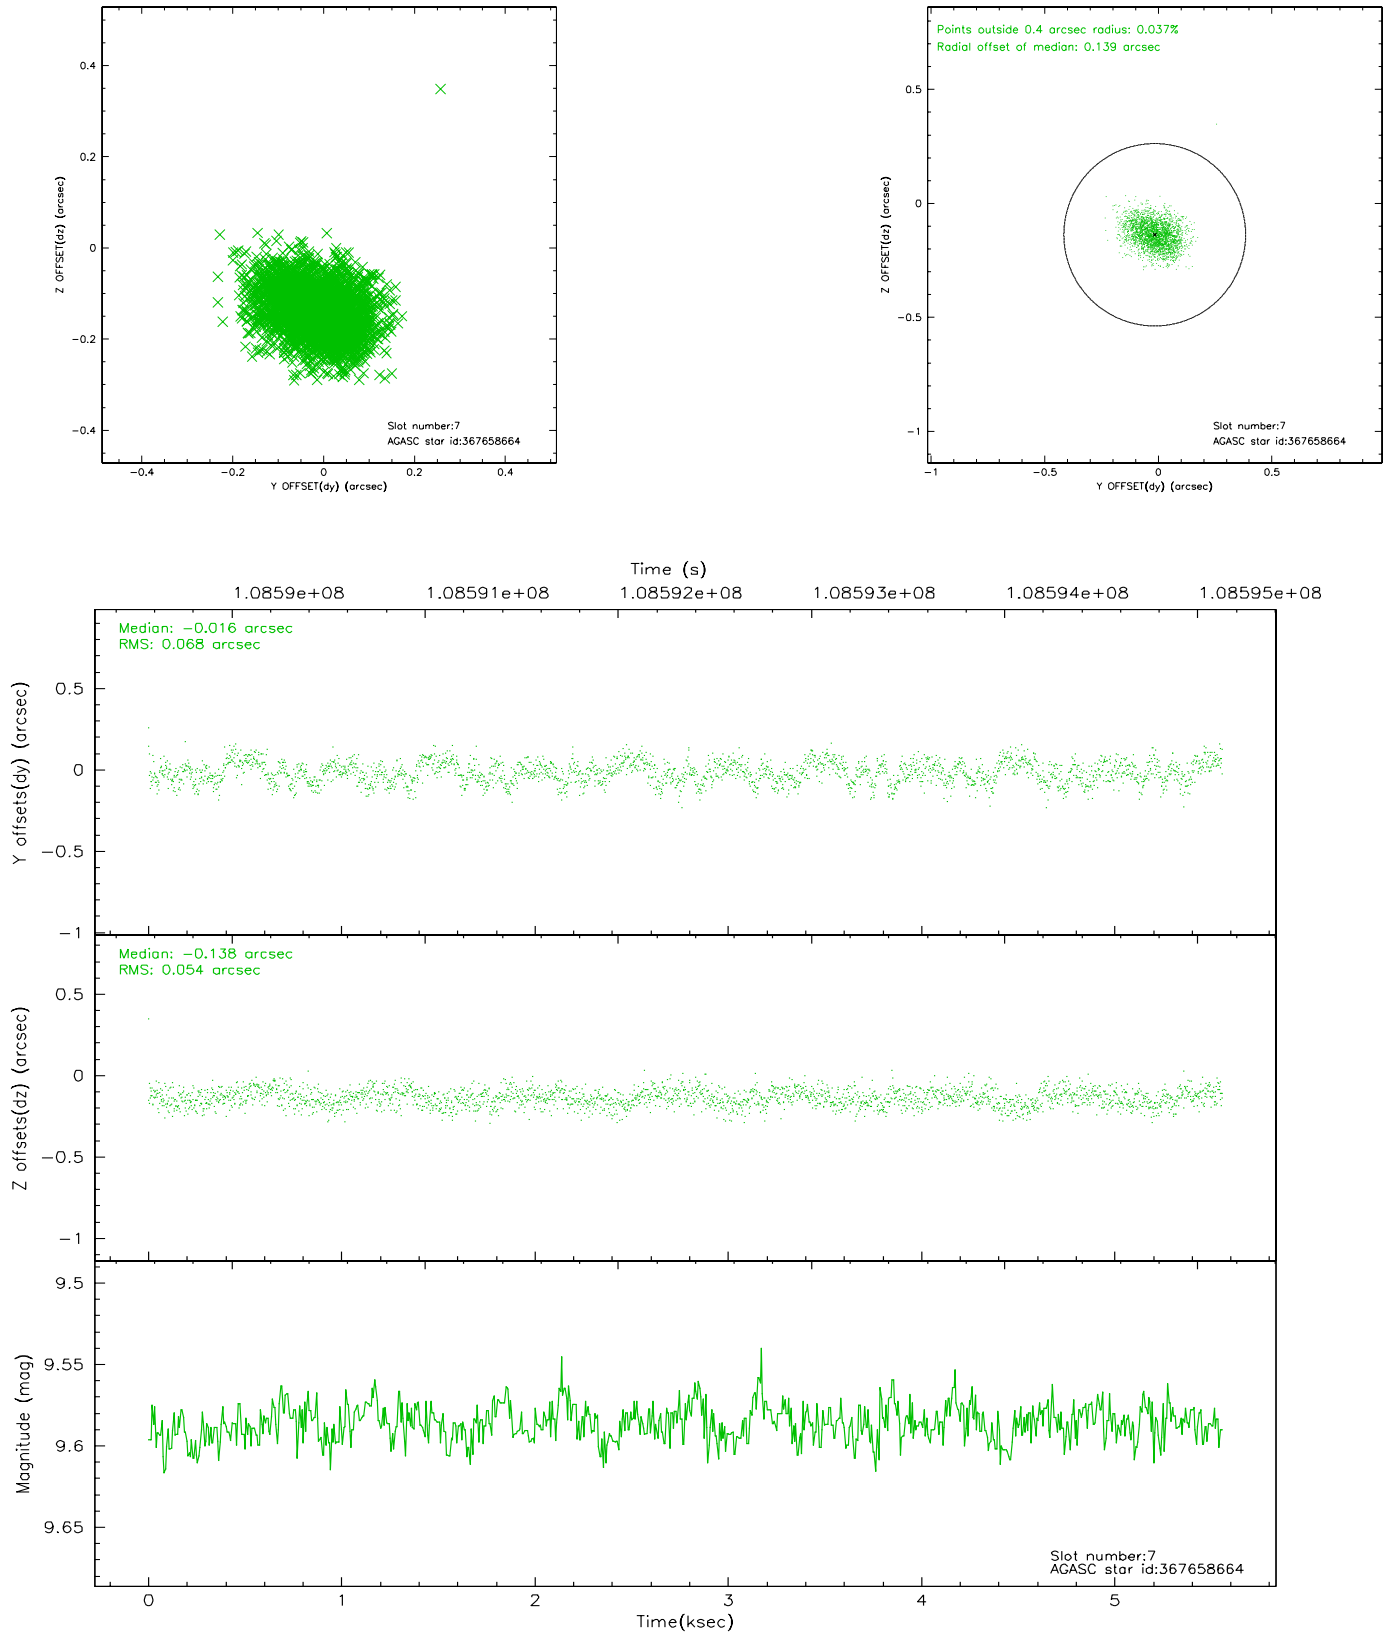 0.4
0.2
0
−0.2
−0.4
Z OFFSET(dz) (arcsec)
−0.4
−0.2
0
0.2
0.4
Y OFFSET(dy) (arcsec)
Slot number:7
AGASC star id:367658664
Points outside 0.4 arcsec radius: 0.037%
Radial offset of median: 0.139 arcsec
0.5
0
−0.5
−1
Z OFFSET(dz) (arcsec)
−1
−0.5
0
0.5
Y OFFSET(dy) (arcsec)
Slot number:7
AGASC star id:367658664
Time (s)
1.0859e+08
1.08591e+08
1.08592e+08
1.08593e+08
1.08594e+08
1.08595e+08
Median: −0.016 arcsec
RMS: 0.068 arcsec
0.5
0
−0.5
−1
Y offsets(dy) (arcsec)
Median: −0.138 arcsec
RMS: 0.054 arcsec
0.5
0
−0.5
−1
Z offsets(dz) (arcsec)
9.5
9.55
9.6
9.65
Magnitude (mag)
Slot number:7
AGASC star id:367658664
0
1
2
3
4
5
Time(ksec)